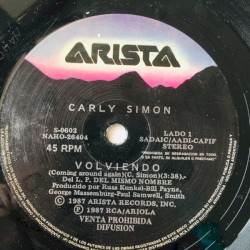 ARISTA
CARLY SIMON
S-0602
NAHO-26404
45 RPM
LADO 1
SADAIC/AADI-CAPIF
STEREO
VOLVIENDO
(Coming around again)(C. Simon)(3:38).-
Del L. P. DEL MISMO NOMBRE
Producido por Russ Kunkel-Bill Payne,
George Massemburg-Paul Samwell, Smith
© 1987 ARISTA RECORDS, INC.
℗ 1987 RCA/ARIOLA
VENTA PROHIBIDA
DIFUSION